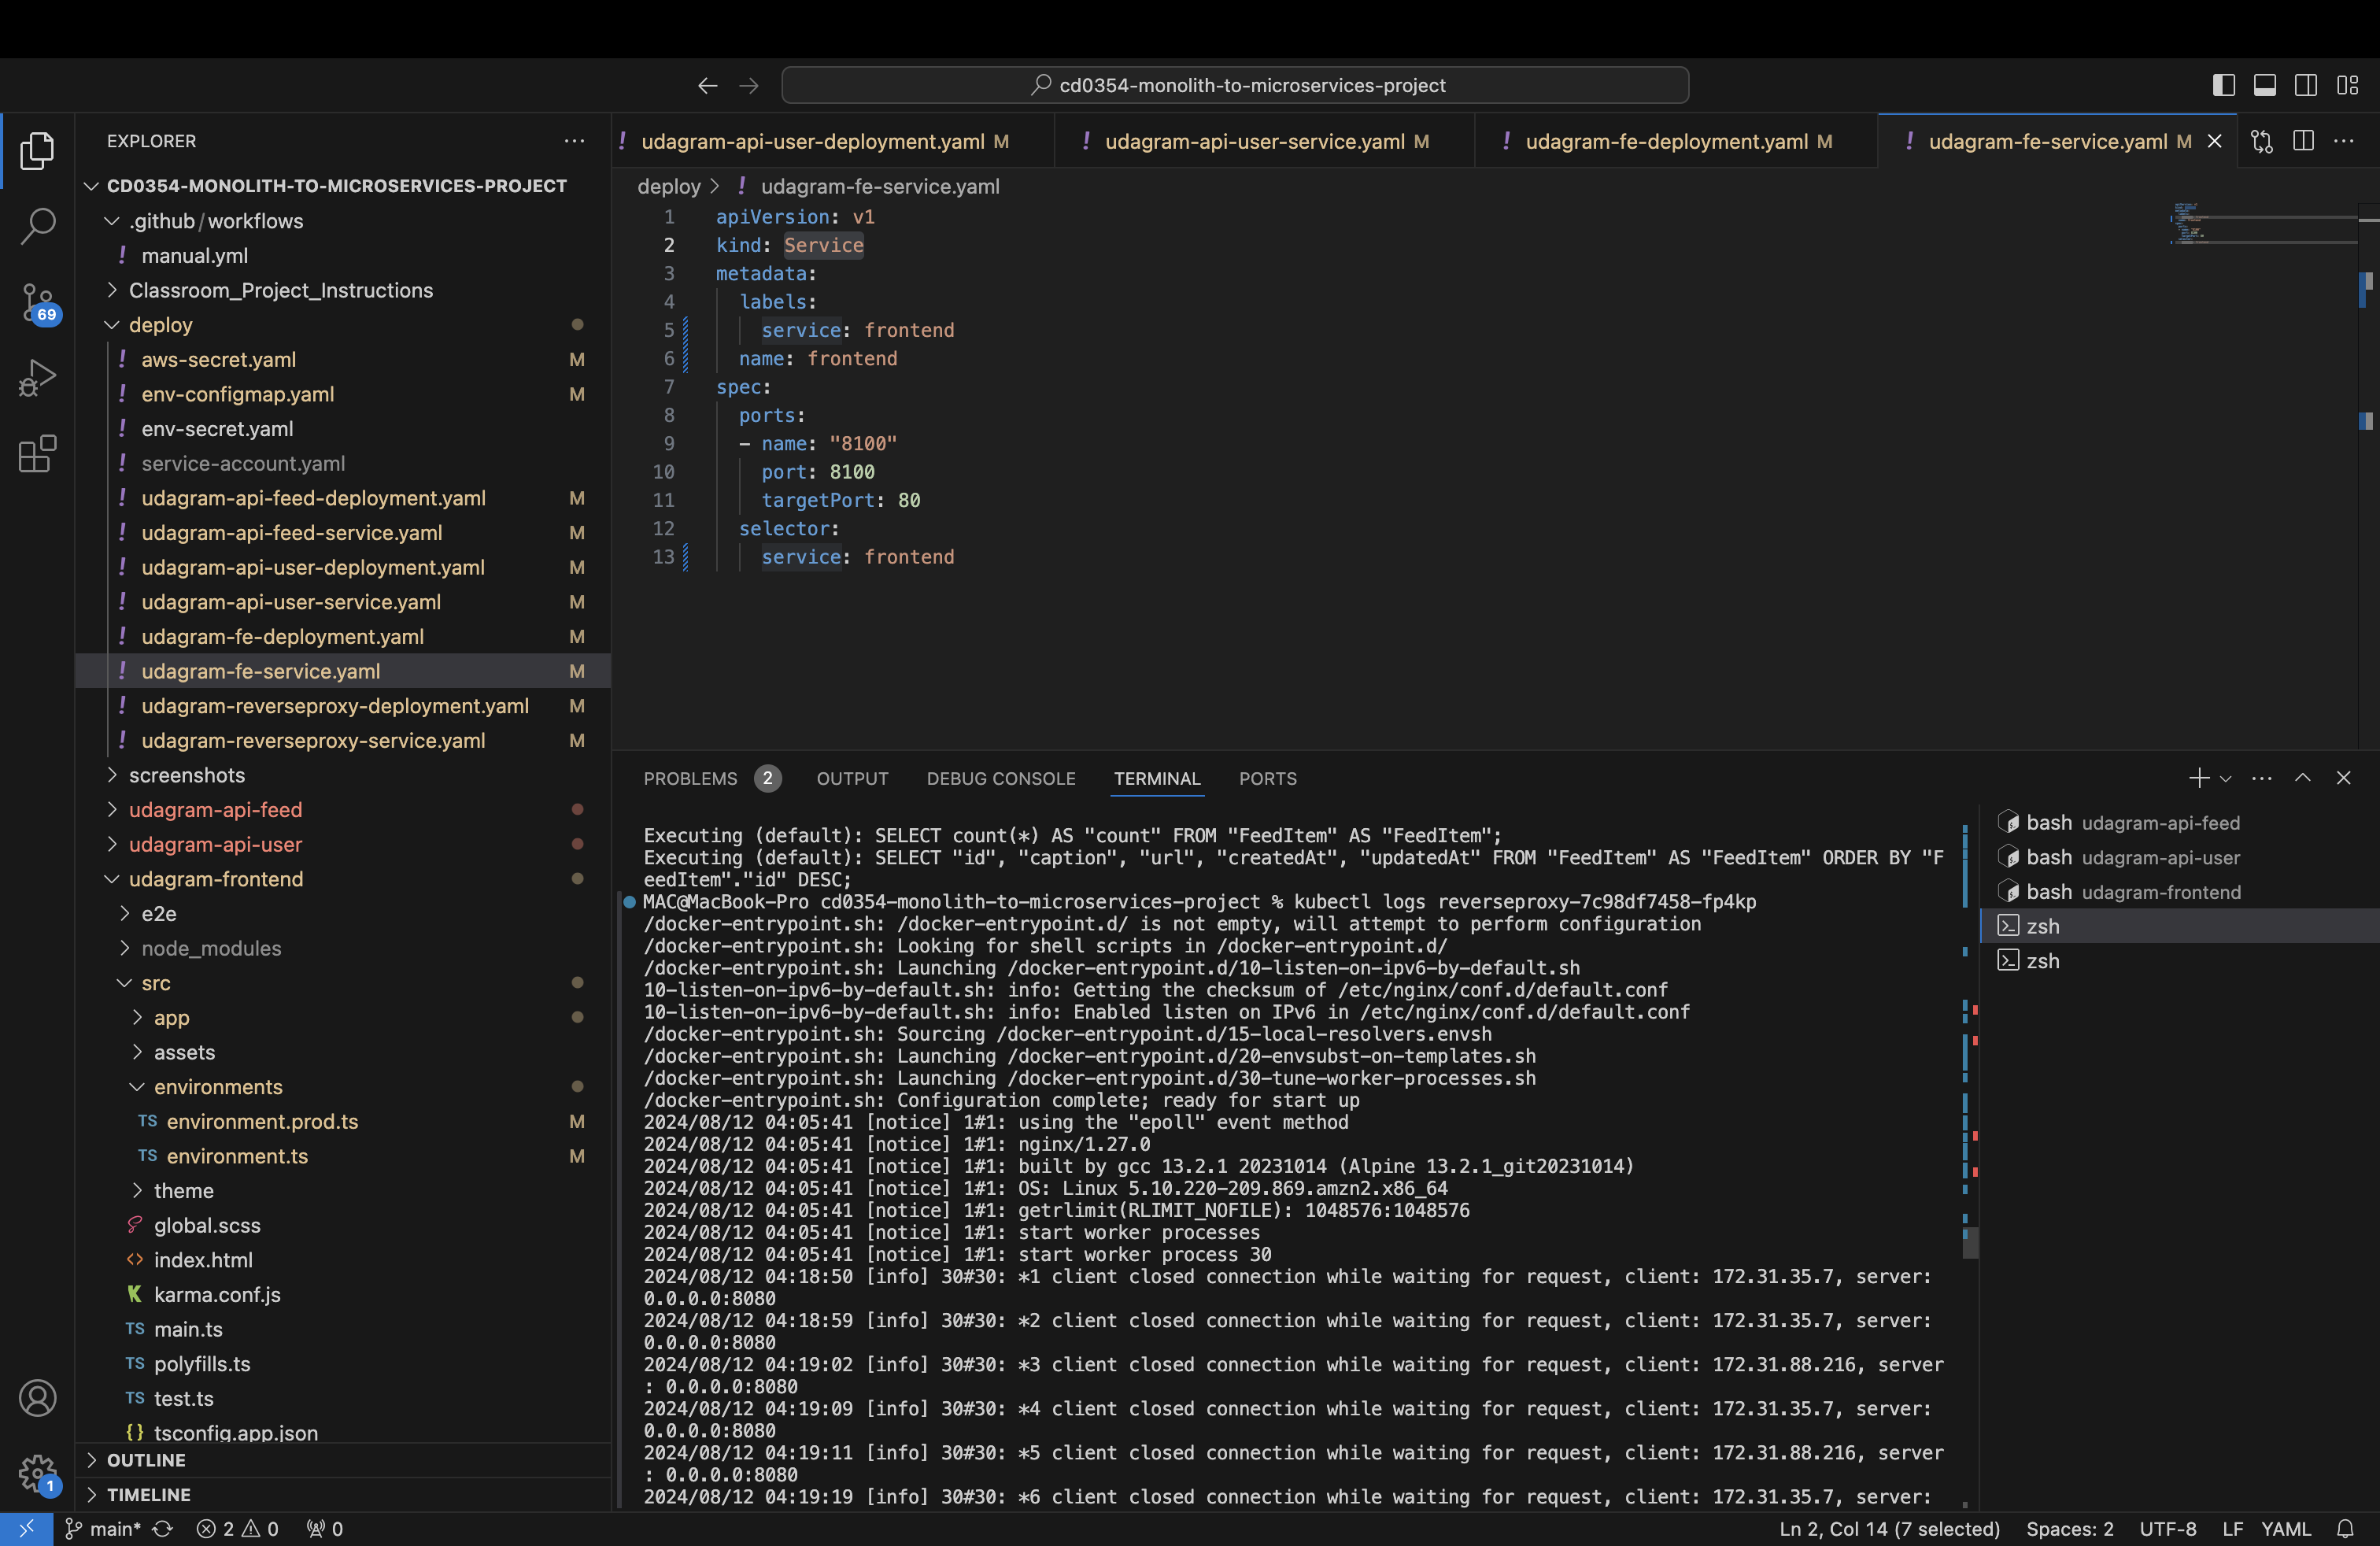 cd0354-monolith-to-microservices-project
EXPLORER
CD0354-MONOLITH-TO-MICROSERVICES-PROJECT
.github/workflows
! manual.yml
Classroom_Project_Instructions
deploy
! aws-secret.yaml M
! env-configmap.yaml M
! env-secret.yaml
! service-account.yaml
! udagram-api-feed-deployment.yaml M
! udagram-api-feed-service.yaml M
! udagram-api-user-deployment.yaml M
! udagram-api-user-service.yaml M
! udagram-fe-deployment.yaml M
! udagram-fe-service.yaml M
! udagram-reverseproxy-deployment.yaml M
! udagram-reverseproxy-service.yaml M
screenshots
udagram-api-feed
udagram-api-user
udagram-frontend
e2e
node_modules
src
app
assets
environments
TS environment.prod.ts M
TS environment.ts M
theme
global.scss
<> index.html
K karma.conf.js
TS main.ts
TS polyfills.ts
TS test.ts
{} tsconfig.app.json
OUTLINE
TIMELINE
69
1
! udagram-api-user-deployment.yaml M
! udagram-api-user-service.yaml M
! udagram-fe-deployment.yaml M
! udagram-fe-service.yaml M
deploy > ! udagram-fe-service.yaml
1 apiVersion: v1
2 kind: Service
3 metadata:
4 labels:
5 service: frontend
6 name: frontend
7 spec:
8 ports:
9 - name: "8100"
10 port: 8100
11 targetPort: 80
12 selector:
13 service: frontend
PROBLEMS 2 OUTPUT DEBUG CONSOLE TERMINAL PORTS
Executing (default): SELECT count(*) AS "count" FROM "FeedItem" AS "FeedItem";
Executing (default): SELECT "id", "caption", "url", "createdAt", "updatedAt" FROM "FeedItem" AS "FeedItem" ORDER BY "F
eedItem"."id" DESC;
MAC@MacBook-Pro cd0354-monolith-to-microservices-project % kubectl logs reverseproxy-7c98df7458-fp4kp
/docker-entrypoint.sh: /docker-entrypoint.d/ is not empty, will attempt to perform configuration
/docker-entrypoint.sh: Looking for shell scripts in /docker-entrypoint.d/
/docker-entrypoint.sh: Launching /docker-entrypoint.d/10-listen-on-ipv6-by-default.sh
10-listen-on-ipv6-by-default.sh: info: Getting the checksum of /etc/nginx/conf.d/default.conf
10-listen-on-ipv6-by-default.sh: info: Enabled listen on IPv6 in /etc/nginx/conf.d/default.conf
/docker-entrypoint.sh: Sourcing /docker-entrypoint.d/15-local-resolvers.envsh
/docker-entrypoint.sh: Launching /docker-entrypoint.d/20-envsubst-on-templates.sh
/docker-entrypoint.sh: Launching /docker-entrypoint.d/30-tune-worker-processes.sh
/docker-entrypoint.sh: Configuration complete; ready for start up
2024/08/12 04:05:41 [notice] 1#1: using the "epoll" event method
2024/08/12 04:05:41 [notice] 1#1: nginx/1.27.0
2024/08/12 04:05:41 [notice] 1#1: built by gcc 13.2.1 20231014 (Alpine 13.2.1_git20231014)
2024/08/12 04:05:41 [notice] 1#1: OS: Linux 5.10.220-209.869.amzn2.x86_64
2024/08/12 04:05:41 [notice] 1#1: getrlimit(RLIMIT_NOFILE): 1048576:1048576
2024/08/12 04:05:41 [notice] 1#1: start worker processes
2024/08/12 04:05:41 [notice] 1#1: start worker process 30
2024/08/12 04:18:50 [info] 30#30: *1 client closed connection while waiting for request, client: 172.31.35.7, server:
0.0.0.0:8080
2024/08/12 04:18:59 [info] 30#30: *2 client closed connection while waiting for request, client: 172.31.35.7, server:
0.0.0.0:8080
2024/08/12 04:19:02 [info] 30#30: *3 client closed connection while waiting for request, client: 172.31.88.216, server
: 0.0.0.0:8080
2024/08/12 04:19:09 [info] 30#30: *4 client closed connection while waiting for request, client: 172.31.35.7, server:
0.0.0.0:8080
2024/08/12 04:19:11 [info] 30#30: *5 client closed connection while waiting for request, client: 172.31.88.216, server
: 0.0.0.0:8080
2024/08/12 04:19:19 [info] 30#30: *6 client closed connection while waiting for request, client: 172.31.35.7, server:
bash udagram-api-feed
bash udagram-api-user
bash udagram-frontend
zsh
zsh
main* 2 0 0
Ln 2, Col 14 (7 selected) Spaces: 2 UTF-8 LF YAML